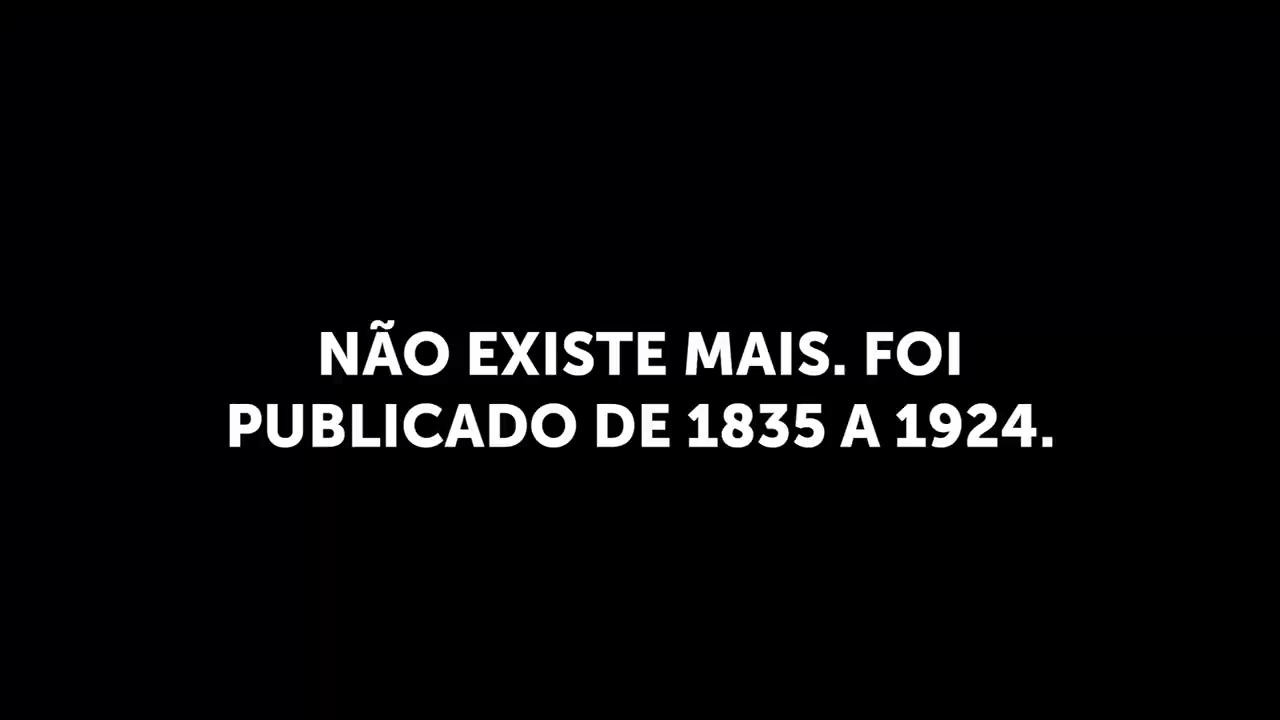 NÃO EXISTE MAIS. FOI
PUBLICADO DE 1835 A 1924.